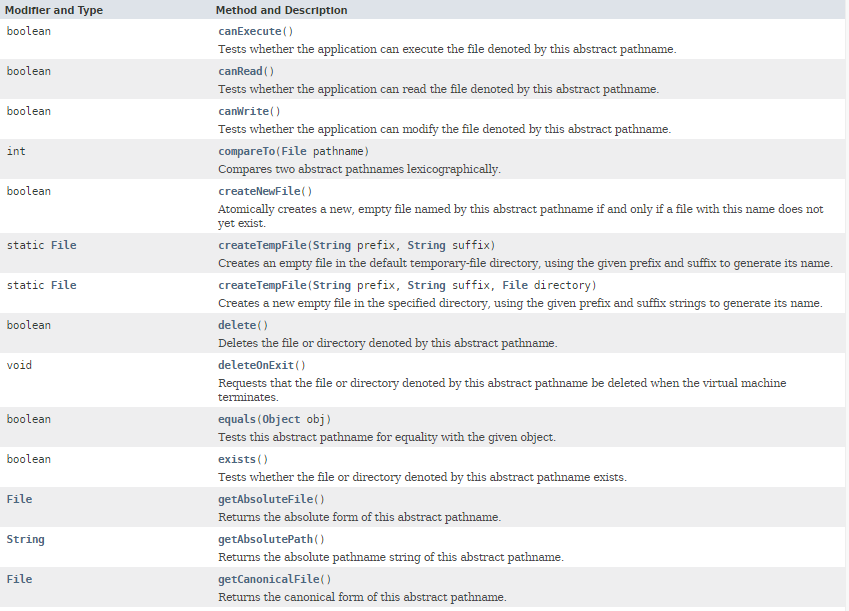 Modifier and Type Method and Description
boolean canExecute()
Tests whether the application can execute the file denoted by this abstract pathname.
boolean canRead()
Tests whether the application can read the file denoted by this abstract pathname.
boolean canWrite()
Tests whether the application can modify the file denoted by this abstract pathname.
int compareTo(File pathname)
Compares two abstract pathnames lexicographically.
boolean createNewFile()
Atomically creates a new, empty file named by this abstract pathname if and only if a file with this name does not
yet exist.
static File createTempFile(String prefix, String suffix)
Creates an empty file in the default temporary-file directory, using the given prefix and suffix to generate its name.
static File createTempFile(String prefix, String suffix, File directory)
Creates a new empty file in the specified directory, using the given prefix and suffix strings to generate its name.
boolean delete()
Deletes the file or directory denoted by this abstract pathname.
void deleteOnExit()
Requests that the file or directory denoted by this abstract pathname be deleted when the virtual machine
terminates.
boolean equals(Object obj)
Tests this abstract pathname for equality with the given object.
boolean exists()
Tests whether the file or directory denoted by this abstract pathname exists.
File getAbsoluteFile()
Returns the absolute form of this abstract pathname.
String getAbsolutePath()
Returns the absolute pathname string of this abstract pathname.
File getCanonicalFile()
Returns the canonical form of this abstract pathname.